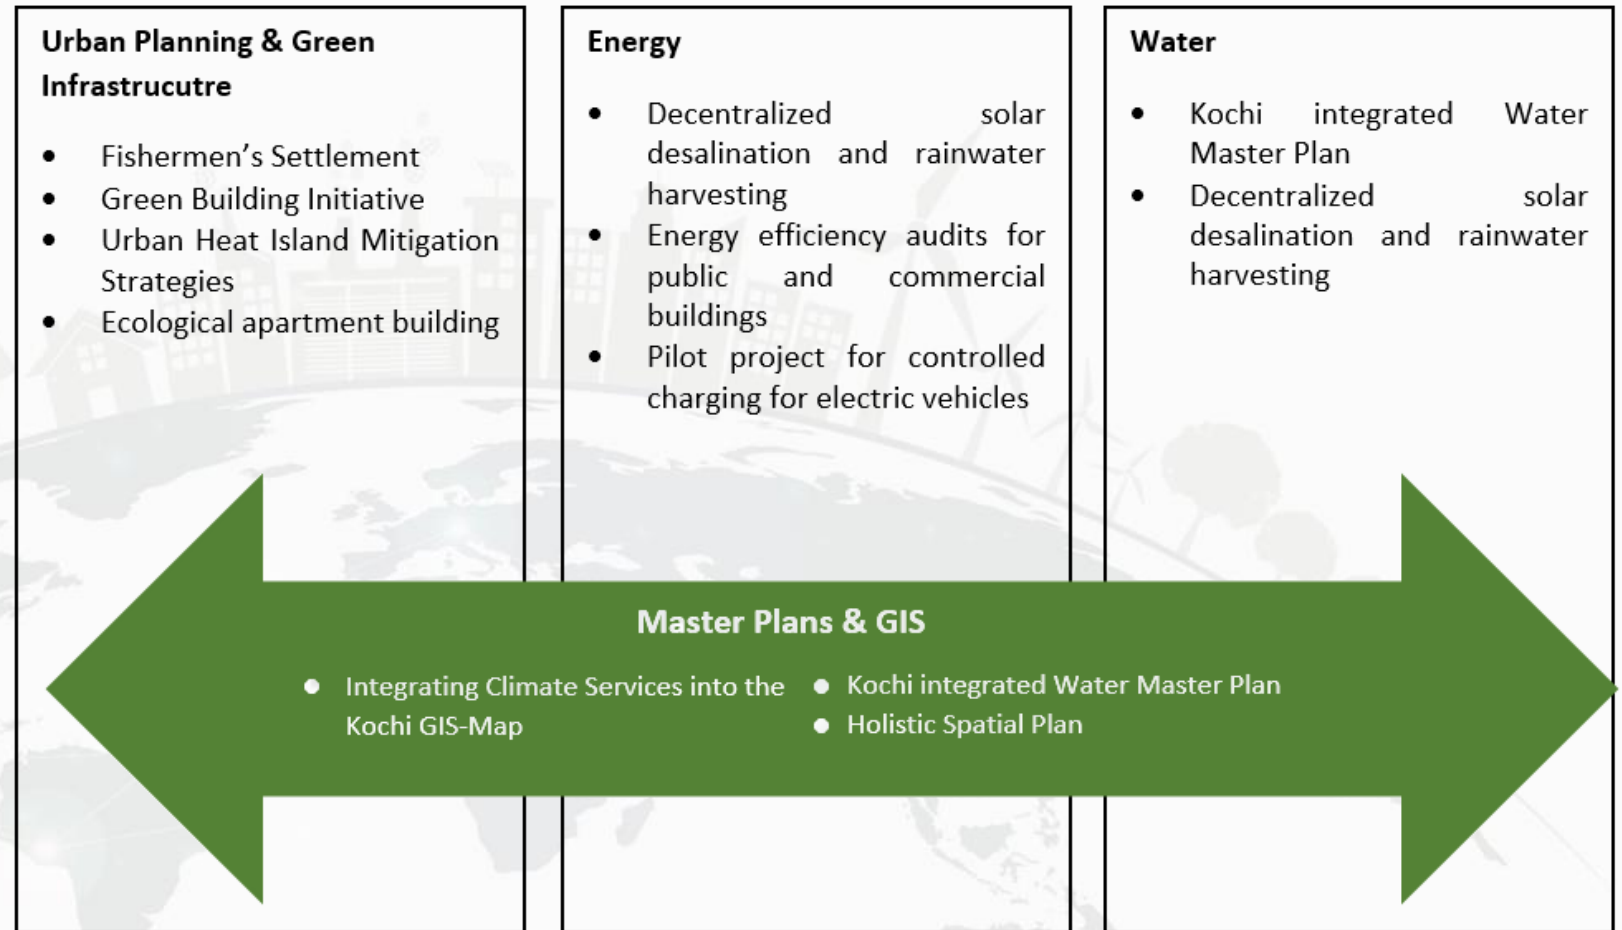 Urban Planning & Green
Infrastrucutre
• Fishermen’s Settlement
• Green Building Initiative
• Urban Heat Island Mitigation
Strategies
• Ecological apartment building
Energy
• Decentralized solar
desalination and rainwater
harvesting
• Energy efficiency audits for
public and commercial
buildings
• Pilot project for controlled
charging for electric vehicles
Water
• Kochi integrated Water
Master Plan
• Decentralized solar
desalination and rainwater
harvesting
Master Plans & GIS
• Integrating Climate Services into the
Kochi GIS-Map
• Kochi integrated Water Master Plan
• Holistic Spatial Plan